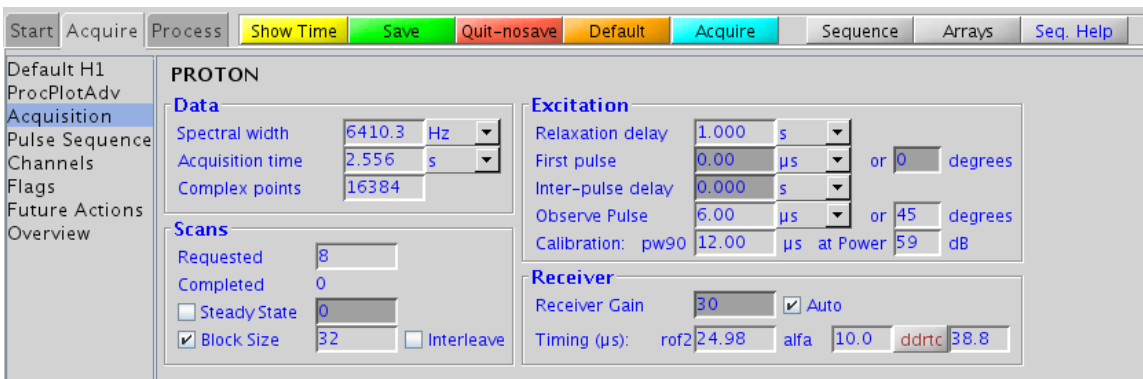 Start Acquire Process Show Time Save Quit-nosave Default Acquire Sequence Arrays Seq. Help
Default H1
ProcPlotAdv
Acquisition
Pulse Sequence
Channels
Flags
Future Actions
Overview
PROTON
Data
Spectral width 6410.3 Hz
Acquisition time 2.556 s
Complex points 16384
Scans
Requested 8
Completed 0
Steady State 0
Block Size 32 Interleave
Excitation
Relaxation delay 1.000 s
First pulse 0.00 µs or 0 degrees
Inter-pulse delay 0.000 s
Observe Pulse 6.00 µs or 45 degrees
Calibration: pw90 12.00 µs at Power 59 dB
Receiver
Receiver Gain 30 Auto
Timing (µs): rof2 24.98 alfa 10.0 ddrtc 38.8